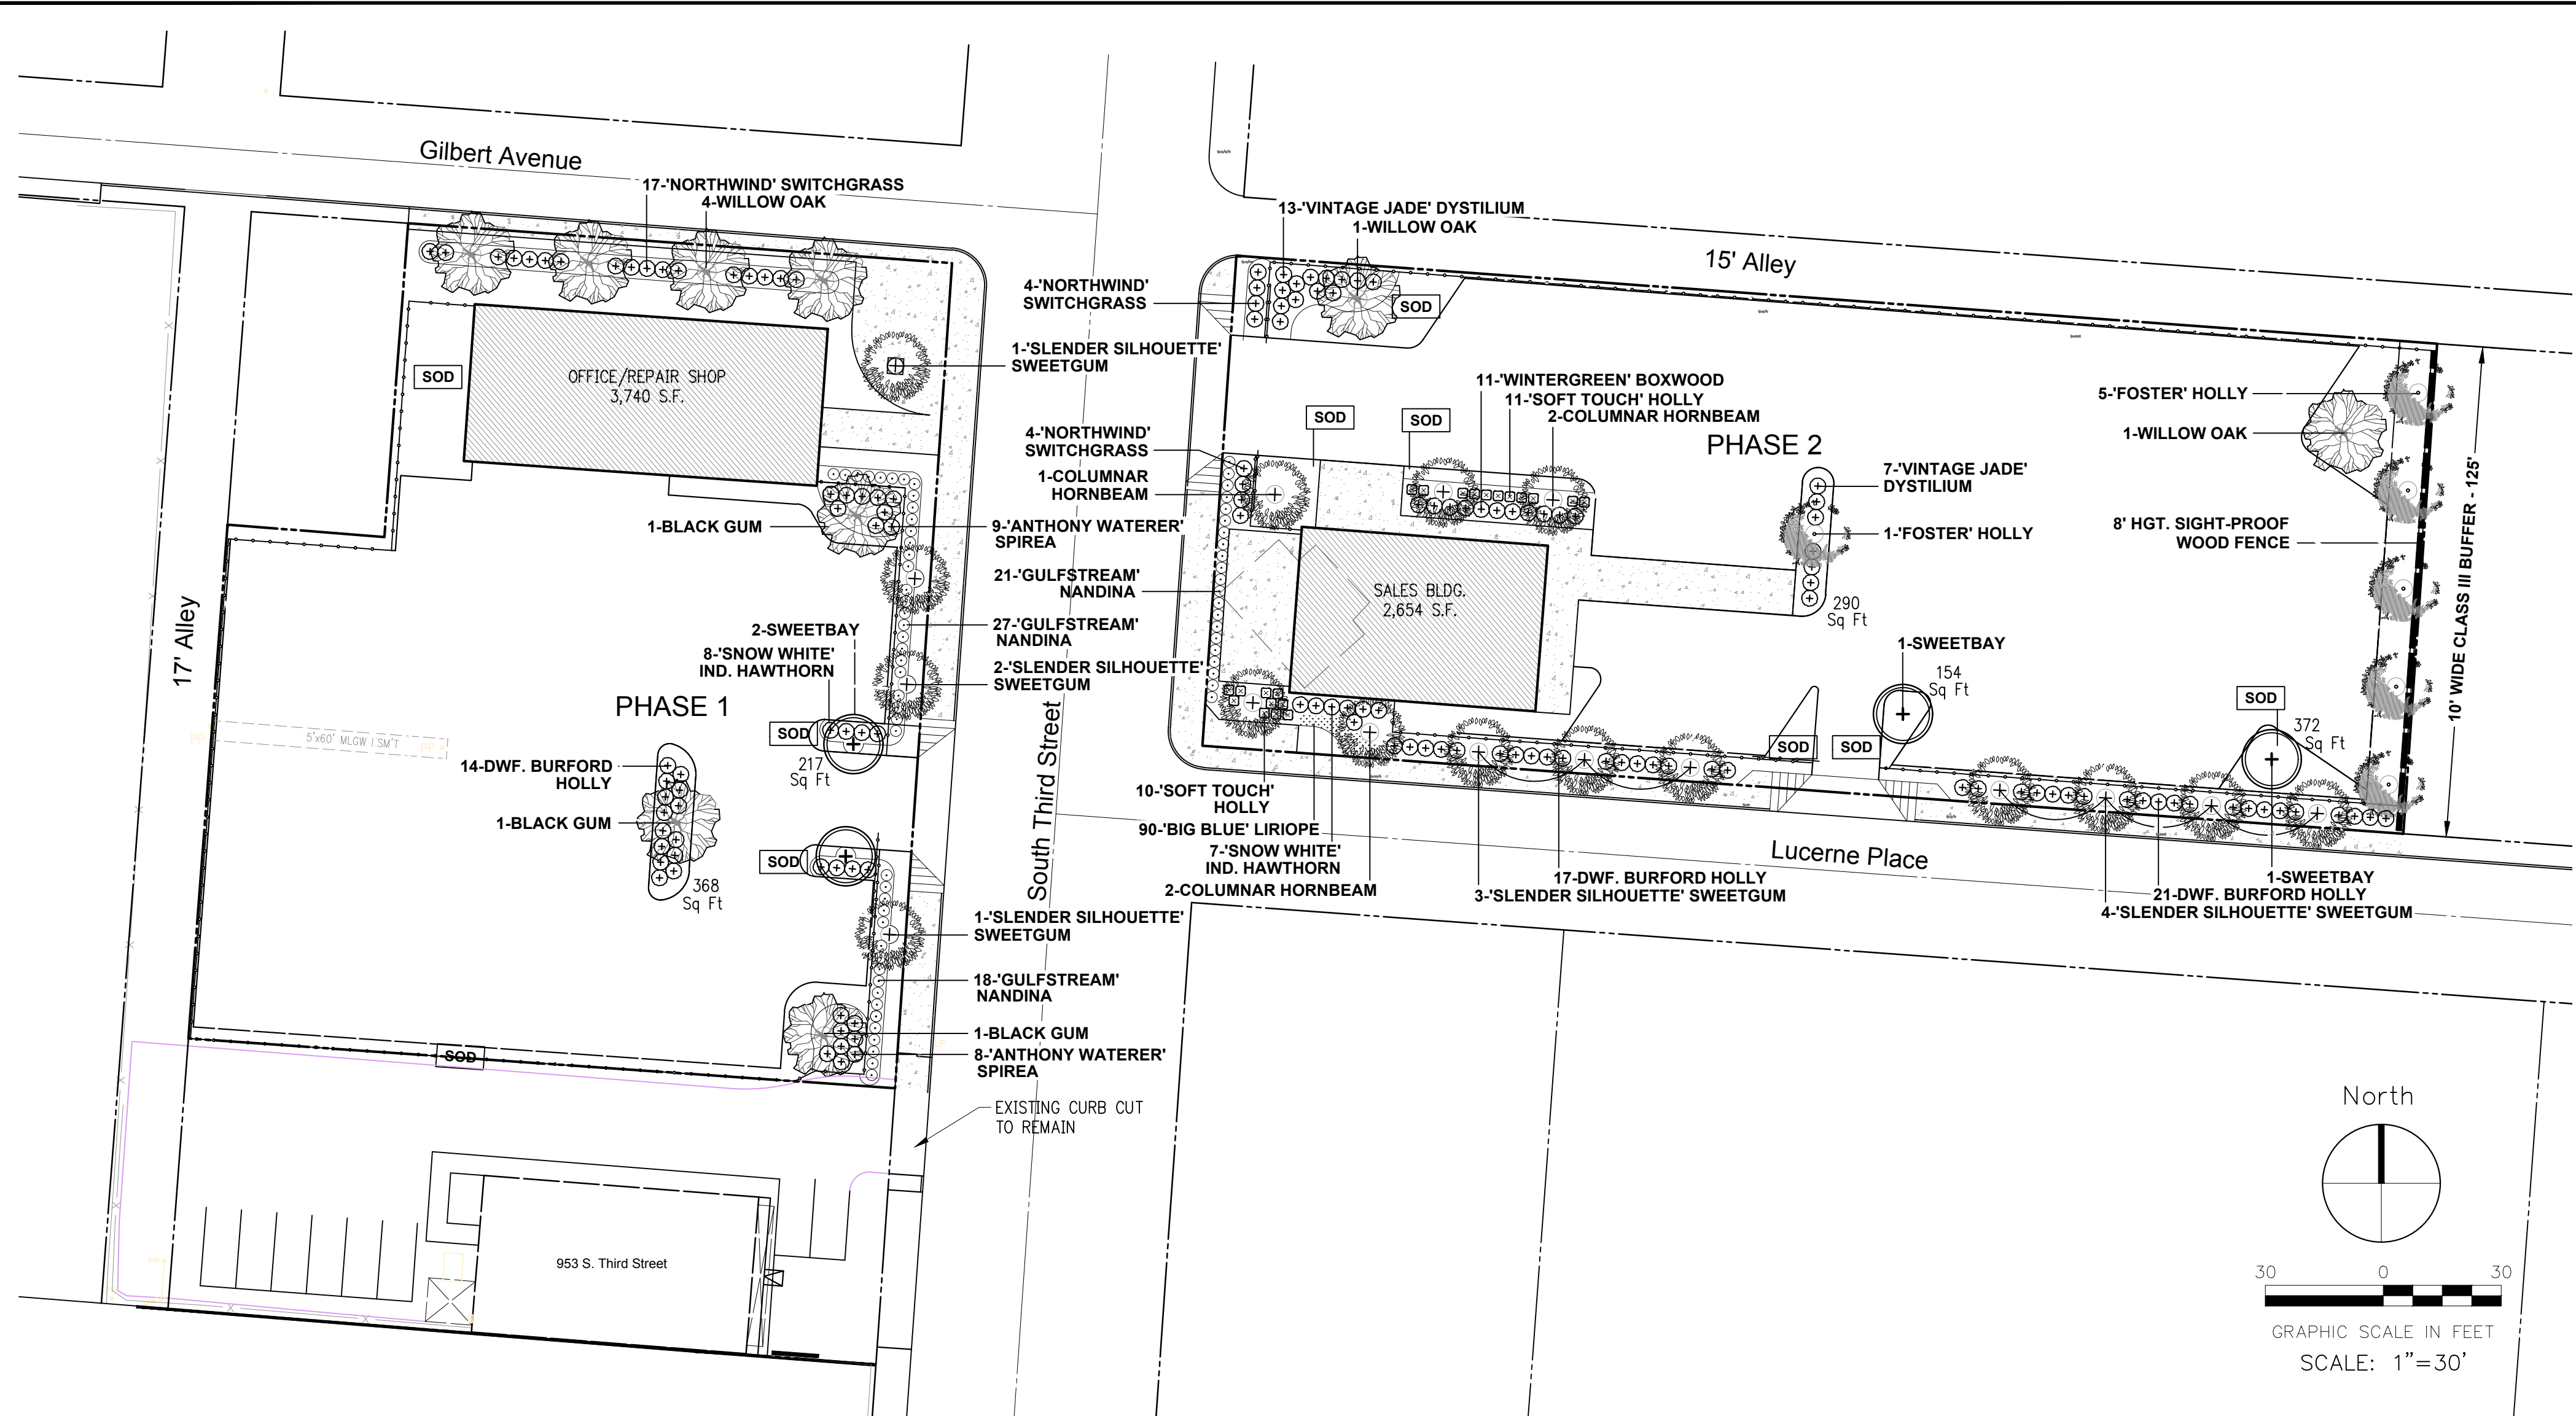 Gilbert Avenue
17-'NORTHWIND' SWITCHGRASS
4-WILLOW OAK
SOD
OFFICE/REPAIR SHOP
3,740 S.F.
1-'SLENDER SILHOUETTE'
SWEETGUM
1-BLACK GUM
9-'ANTHONY WATERER'
SPIREA
17' Alley
27-'GULFSTREAM'
NANDINA
2-SWEETBAY
8-'SNOW WHITE'
IND. HAWTHORN
2-'SLENDER SILHOUETTE'
SWEETGUM
PHASE 1
SOD
217
Sq Ft
PP
5'x60' MLGW
PP
14-DWF. BURFORD
HOLLY
1-BLACK GUM
368
Sq Ft
SOD
1-'SLENDER SILHOUETTE'
SWEETGUM
18-'GULFSTREAM'
NANDINA
1-BLACK GUM
8-'ANTHONY WATERER'
SPIREA
SOD
EXISTING CURB CUT
TO REMAIN
953 S. Third Street
South Third Street
13-'VINTAGE JADE' DYSTILIUM
1-WILLOW OAK
15' Alley
4-'NORTHWIND'
SWITCHGRASS
SOD
4-'NORTHWIND'
SWITCHGRASS
1-COLUMNAR
HORNBEAM
SOD
SOD
11-'WINTERGREEN' BOXWOOD
11-'SOFT TOUCH' HOLLY
2-COLUMNAR HORNBEAM
PHASE 2
21-'GULFSTREAM'
NANDINA
SALES BLDG.
2,654 S.F.
7-'VINTAGE JADE'
DYSTILIUM
1-'FOSTER' HOLLY
290
Sq Ft
5-'FOSTER' HOLLY
1-WILLOW OAK
8' HGT. SIGHT-PROOF
WOOD FENCE
10' WIDE CLASS III BUFFER - 125'
1-SWEETBAY
154
Sq Ft
SOD
SOD
SOD
372
Sq Ft
10-'SOFT TOUCH'
HOLLY
90-'BIG BLUE' LIRIOPE
7-'SNOW WHITE'
IND. HAWTHORN
2-COLUMNAR HORNBEAM
17-DWF. BURFORD HOLLY
3-'SLENDER SILHOUETTE' SWEETGUM
Lucerne Place
1-SWEETBAY
21-DWF. BURFORD HOLLY
4-'SLENDER SILHOUETTE' SWEETGUM
North
30 0 30
GRAPHIC SCALE IN FEET
SCALE: 1"=30'